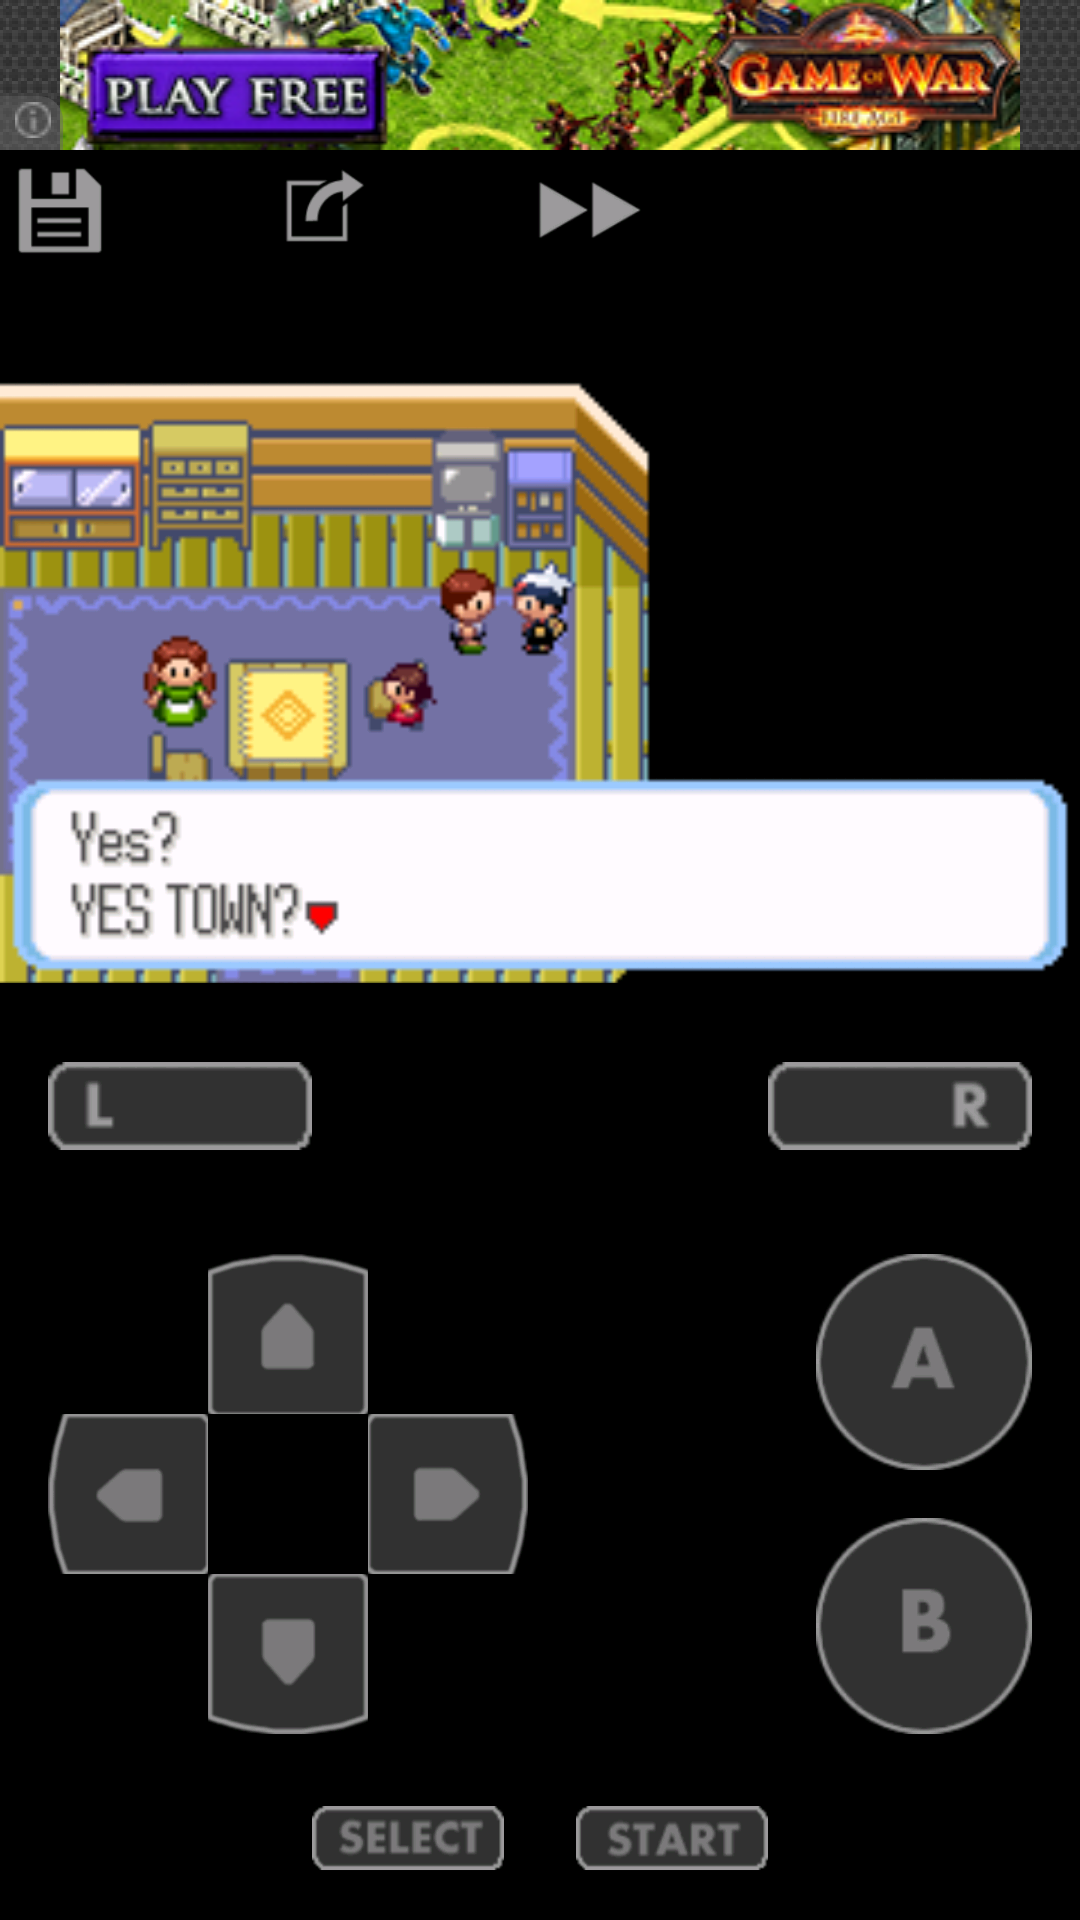 PLAY FREE
GAME OF WAR
FIRE AGE
Yes?
YES TOWN?
L
R
A
B
SELECT
START